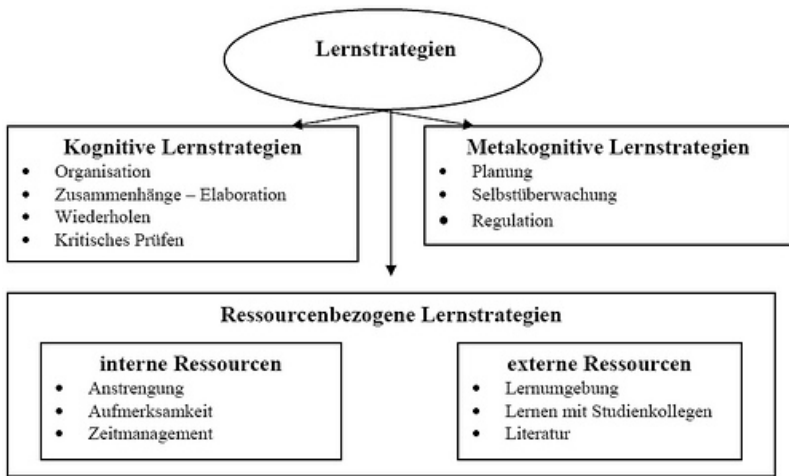 Lernstrategien
Kognitive Lernstrategien
• Organisation
• Zusammenhänge – Elaboration
• Wiederholen
• Kritisches Prüfen
Metakognitive Lernstrategien
• Planung
• Selbstüberwachung
• Regulation
Ressourcenbezogene Lernstrategien
interne Ressourcen
• Anstrengung
• Aufmerksamkeit
• Zeitmanagement
externe Ressourcen
• Lernumgebung
• Lernen mit Studienkollegen
• Literatur